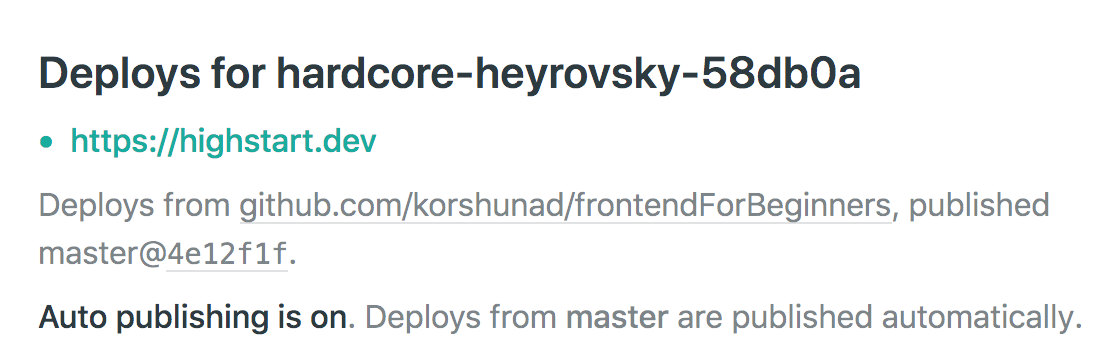 Deploys for hardcore-heyrovsky-58db0a
• https://highstart.dev
Deploys from github.com/korshunad/frontendForBeginners, published
master@4e12f1f.
Auto publishing is on. Deploys from master are published automatically.